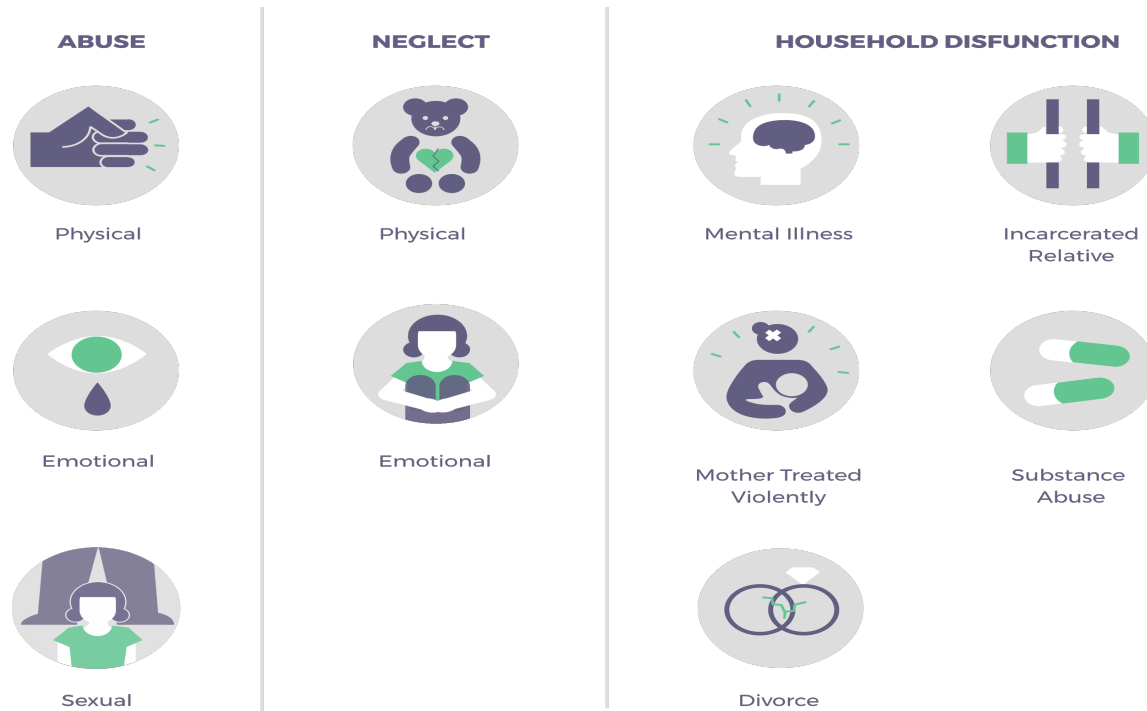 ABUSE
Physical
Emotional
Sexual
NEGLECT
Physical
Emotional
HOUSEHOLD DISFUNCTION
Mental Illness
Incarcerated
Relative
Mother Treated
Violently
Substance
Abuse
Divorce